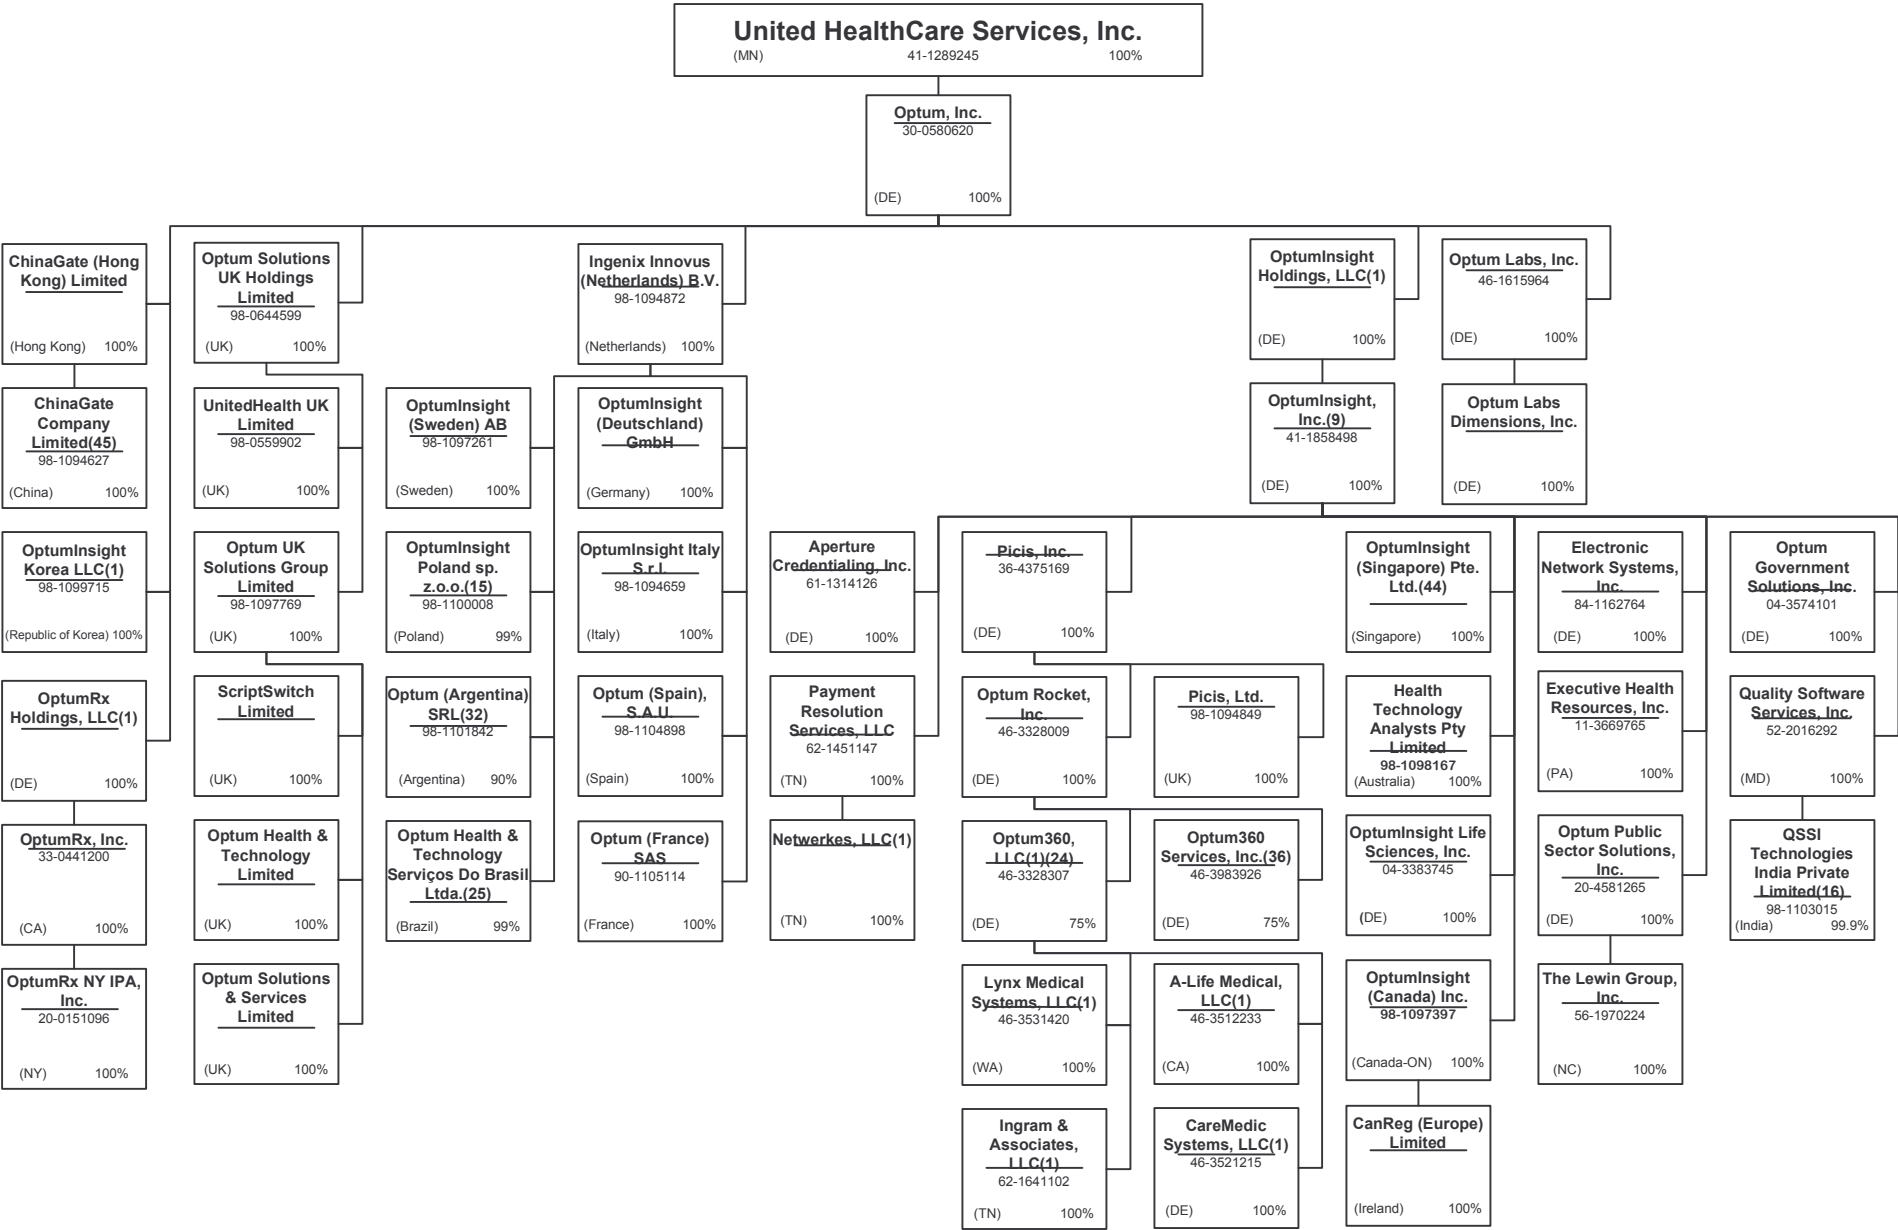 United HealthCare Services, Inc.
(MN) 41-1289245 100%
Optum, Inc.
30-0580620
(DE) 100%
ChinaGate (Hong
Kong) Limited
(Hong Kong) 100%
Optum Solutions
UK Holdings
Limited
98-0644599
(UK) 100%
Ingenix Innovus
(Netherlands) B.V.
98-1094872
(Netherlands) 100%
OptumInsight
Holdings, LLC(1)
(DE) 100%
Optum Labs, Inc.
46-1615964
(DE) 100%
ChinaGate
Company
Limited(45)
98-1094627
(China) 100%
UnitedHealth UK
Limited
98-0559902
(UK) 100%
OptumInsight
(Sweden) AB
98-1097261
(Sweden) 100%
OptumInsight
(Deutschland)
GmbH
(Germany) 100%
OptumInsight,
Inc.(9)
41-1858498
(DE) 100%
Optum Labs
Dimensions, Inc.
(DE) 100%
OptumInsight
Korea LLC(1)
98-1099715
(Republic of Korea) 100%
Optum UK
Solutions Group
Limited
98-1097769
(UK) 100%
OptumInsight
Poland sp.
z.o.o.(15)
98-1100008
(Poland) 99%
OptumInsight Italy
S.r.l.
98-1094659
(Italy) 100%
Aperture
Credentialing, Inc.
61-1314126
(DE) 100%
Picis, Inc.
36-4375169
(DE) 100%
OptumInsight
(Singapore) Pte.
Ltd.(44)
(Singapore) 100%
Electronic
Network Systems,
Inc.
84-1162764
(DE) 100%
Optum
Government
Solutions, Inc.
04-3574101
(DE) 100%
OptumRx
Holdings, LLC(1)
(DE) 100%
ScriptSwitch
Limited
(UK) 100%
Optum (Argentina)
SRL(32)
98-1101842
(Argentina) 90%
Optum (Spain),
S.A.U.
98-1104898
(Spain) 100%
Payment
Resolution
Services, LLC
62-1451147
(TN) 100%
Optum Rocket,
Inc.
46-3328009
(DE) 100%
Picis, Ltd.
98-1094849
(UK) 100%
Health
Technology
Analysts Pty
Limited
98-1098167
(Australia) 100%
Executive Health
Resources, Inc.
11-3669765
(PA) 100%
Quality Software
Services, Inc.
52-2016292
(MD) 100%
OptumRx, Inc.
33-0441200
(CA) 100%
Optum Health &
Technology
Limited
(UK) 100%
Optum Health &
Technology
Serviços Do Brasil
Ltda.(25)
(Brazil) 99%
Optum (France)
SAS
90-1105114
(France) 100%
Netwerkes, LLC(1)
(TN) 100%
Optum360,
LLC(1)(24)
46-3328307
(DE) 75%
Optum360
Services, Inc.(36)
46-3983926
(DE) 75%
OptumInsight Life
Sciences, Inc.
04-3383745
(DE) 100%
Optum Public
Sector Solutions,
Inc.
20-4581265
(DE) 100%
QSSI
Technologies
India Private
Limited(16)
98-1103015
(India) 99.9%
OptumRx NY IPA,
Inc.
20-0151096
(NY) 100%
Optum Solutions
& Services
Limited
(UK) 100%
Lynx Medical
Systems, LLC(1)
46-3531420
(WA) 100%
A-Life Medical,
LLC(1)
46-3512233
(CA) 100%
OptumInsight
(Canada) Inc.
98-1097397
(Canada-ON) 100%
The Lewin Group,
Inc.
56-1970224
(NC) 100%
Ingram &
Associates,
LLC(1)
62-1641102
(TN) 100%
CareMedic
Systems, LLC(1)
46-3521215
(DE) 100%
CanReg (Europe)
Limited
(Ireland) 100%